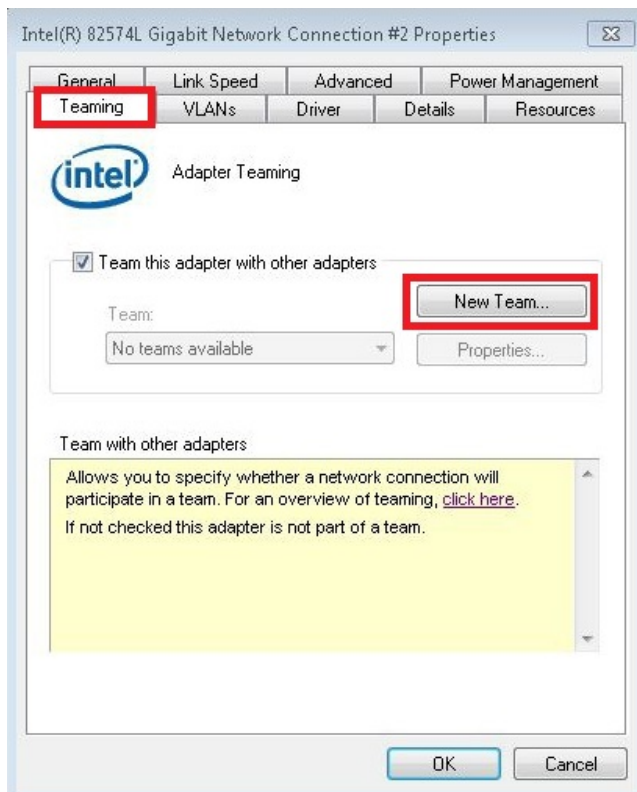 Intel(R) 82574L Gigabit Network Connection #2 Properties
General Link Speed Advanced Power Management
Teaming VLANs Driver Details Resources
intel Adapter Teaming
Team this adapter with other adapters
New Team...
Team:
No teams available Properties...
Team with other adapters
Allows you to specify whether a network connection will
participate in a team. For an overview of teaming, click here.
If not checked this adapter is not part of a team.
OK Cancel